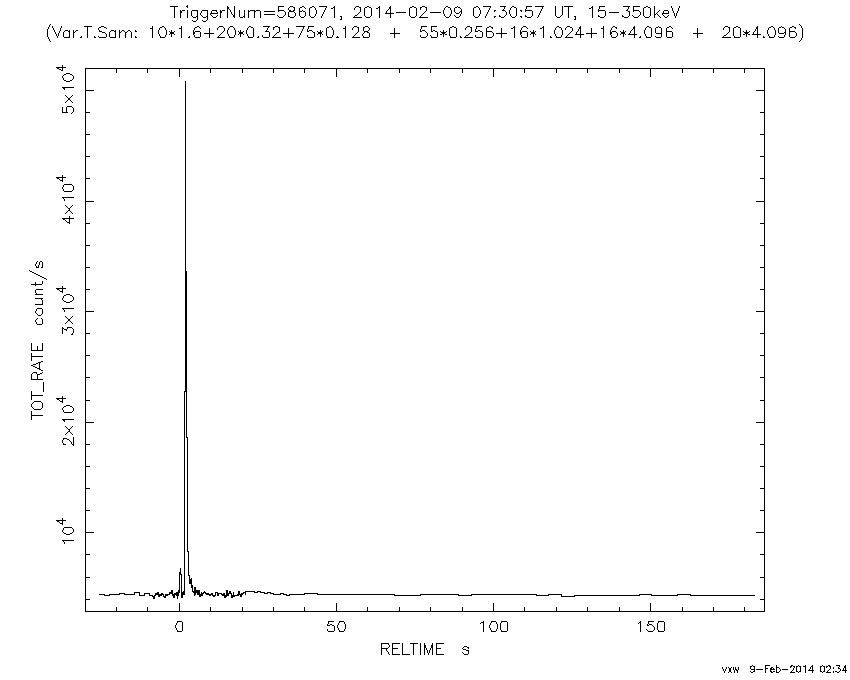 TriggerNum=586071, 2014-02-09 07:30:57 UT, 15-350keV
(Var.T.Sam: 10*1.6+20*0.32+75*0.128 + 55*0.256+16*1.024+16*4.096 + 20*4.096)
5×10⁴
4×10⁴
3×10⁴
2×10⁴
10⁴
TOT_RATE count/s
0 50 100 150
RELTIME s
vxw 9-Feb-2014 02:34